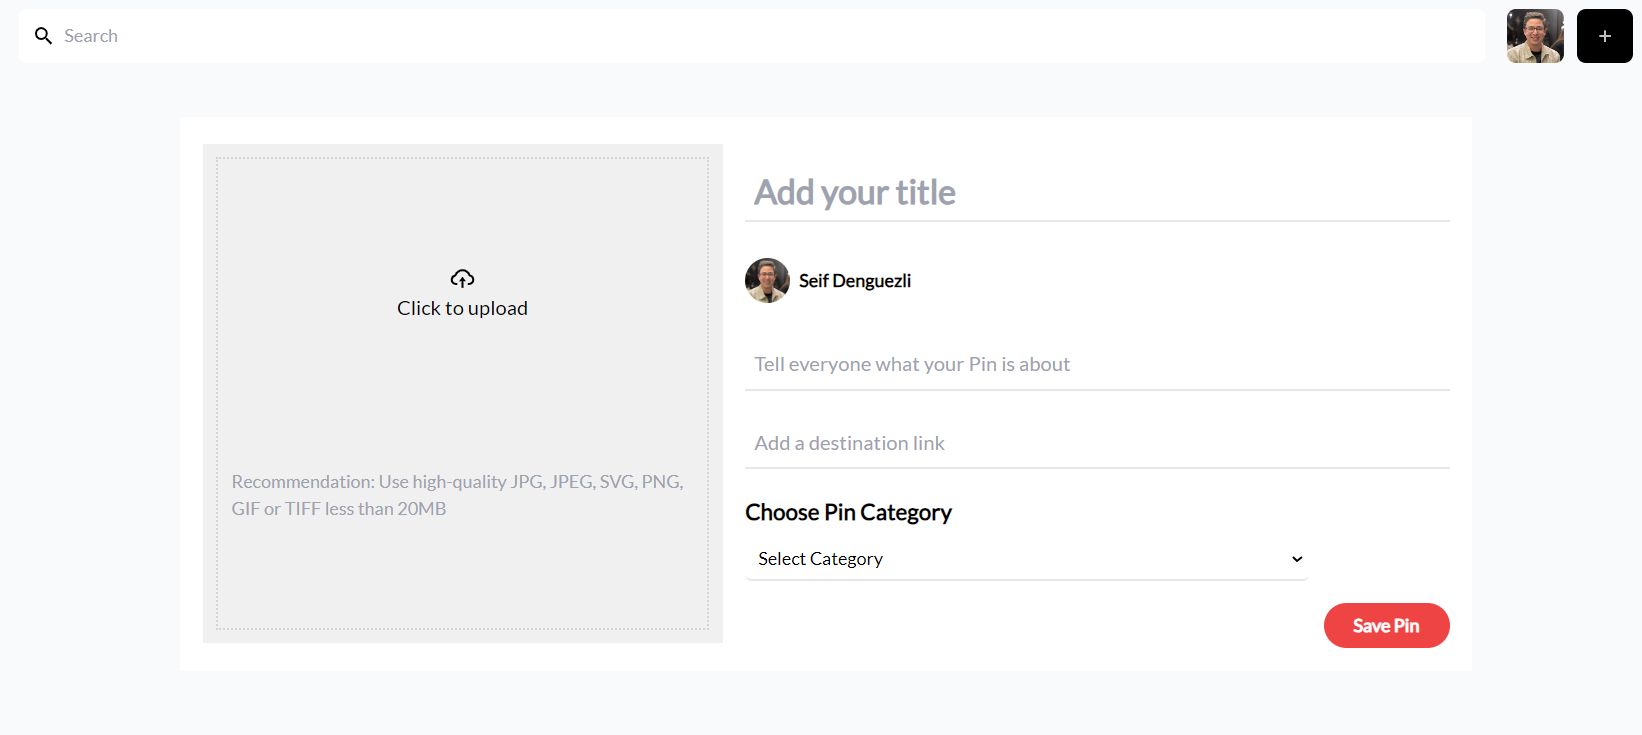 Search
+
Click to upload
Recommendation: Use high-quality JPG, JPEG, SVG, PNG,
GIF or TIFF less than 20MB
Add your title
Seif Denguezli
Tell everyone what your Pin is about
Add a destination link
Choose Pin Category
Select Category
Save Pin